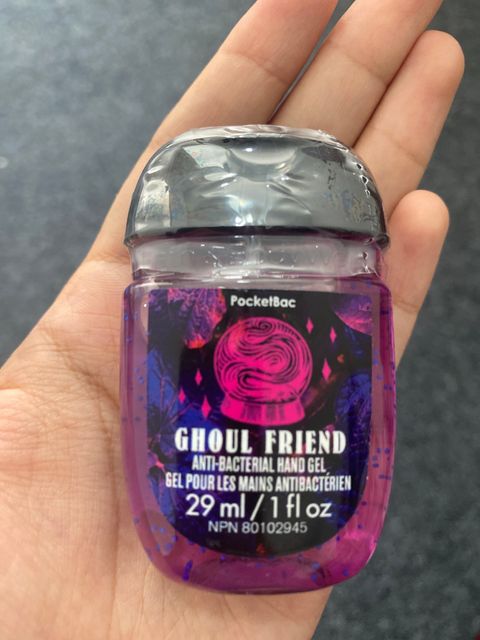 PocketBac
GHOUL FRIEND
ANTI-BACTERIAL HAND GEL
GEL POUR LES MAINS ANTIBACTÉRIEN
29 ml / 1 fl oz
NPN 80102945